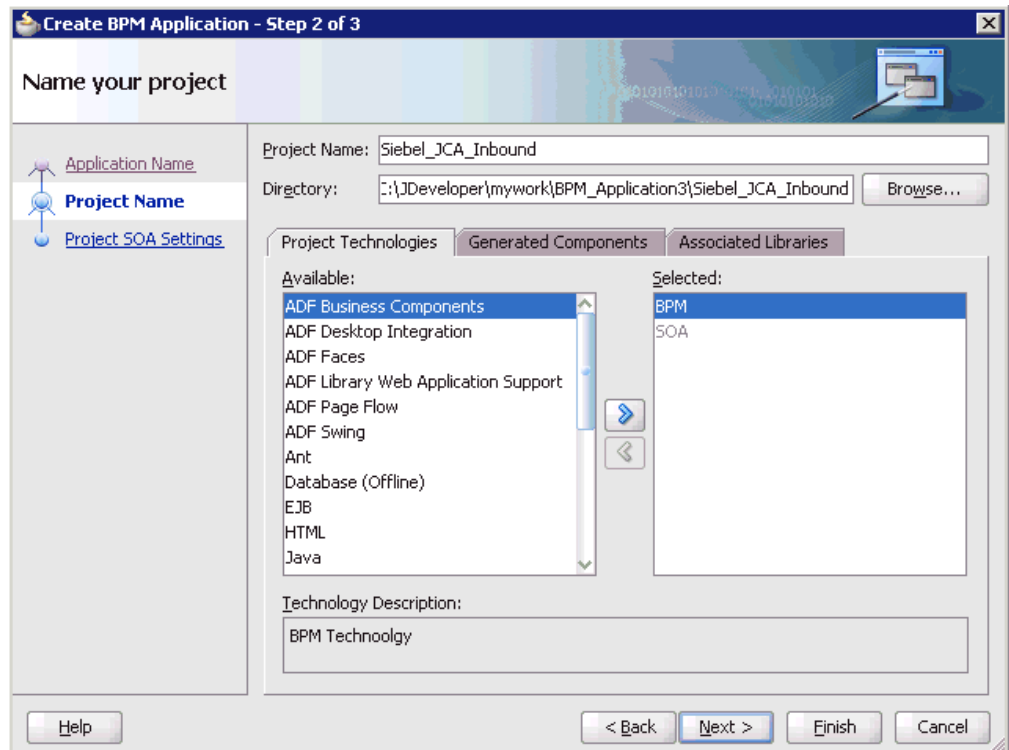 Create BPM Application - Step 2 of 3
Name your project
Application Name
Project Name
Project SOA Settings
Project Name: Siebel_JCA_Inbound
Directory: :\JDeveloper\mywork\BPM_Application3\Siebel_JCA_Inbound Browse...
Project Technologies Generated Components Associated Libraries
Available: Selected:
ADF Business Components BPM
ADF Desktop Integration SOA
ADF Faces
ADF Library Web Application Support
ADF Page Flow
ADF Swing
Ant
Database (Offline)
EJB
HTML
Java
Technology Description:
BPM Technoolgy
Help < Back Next > Finish Cancel